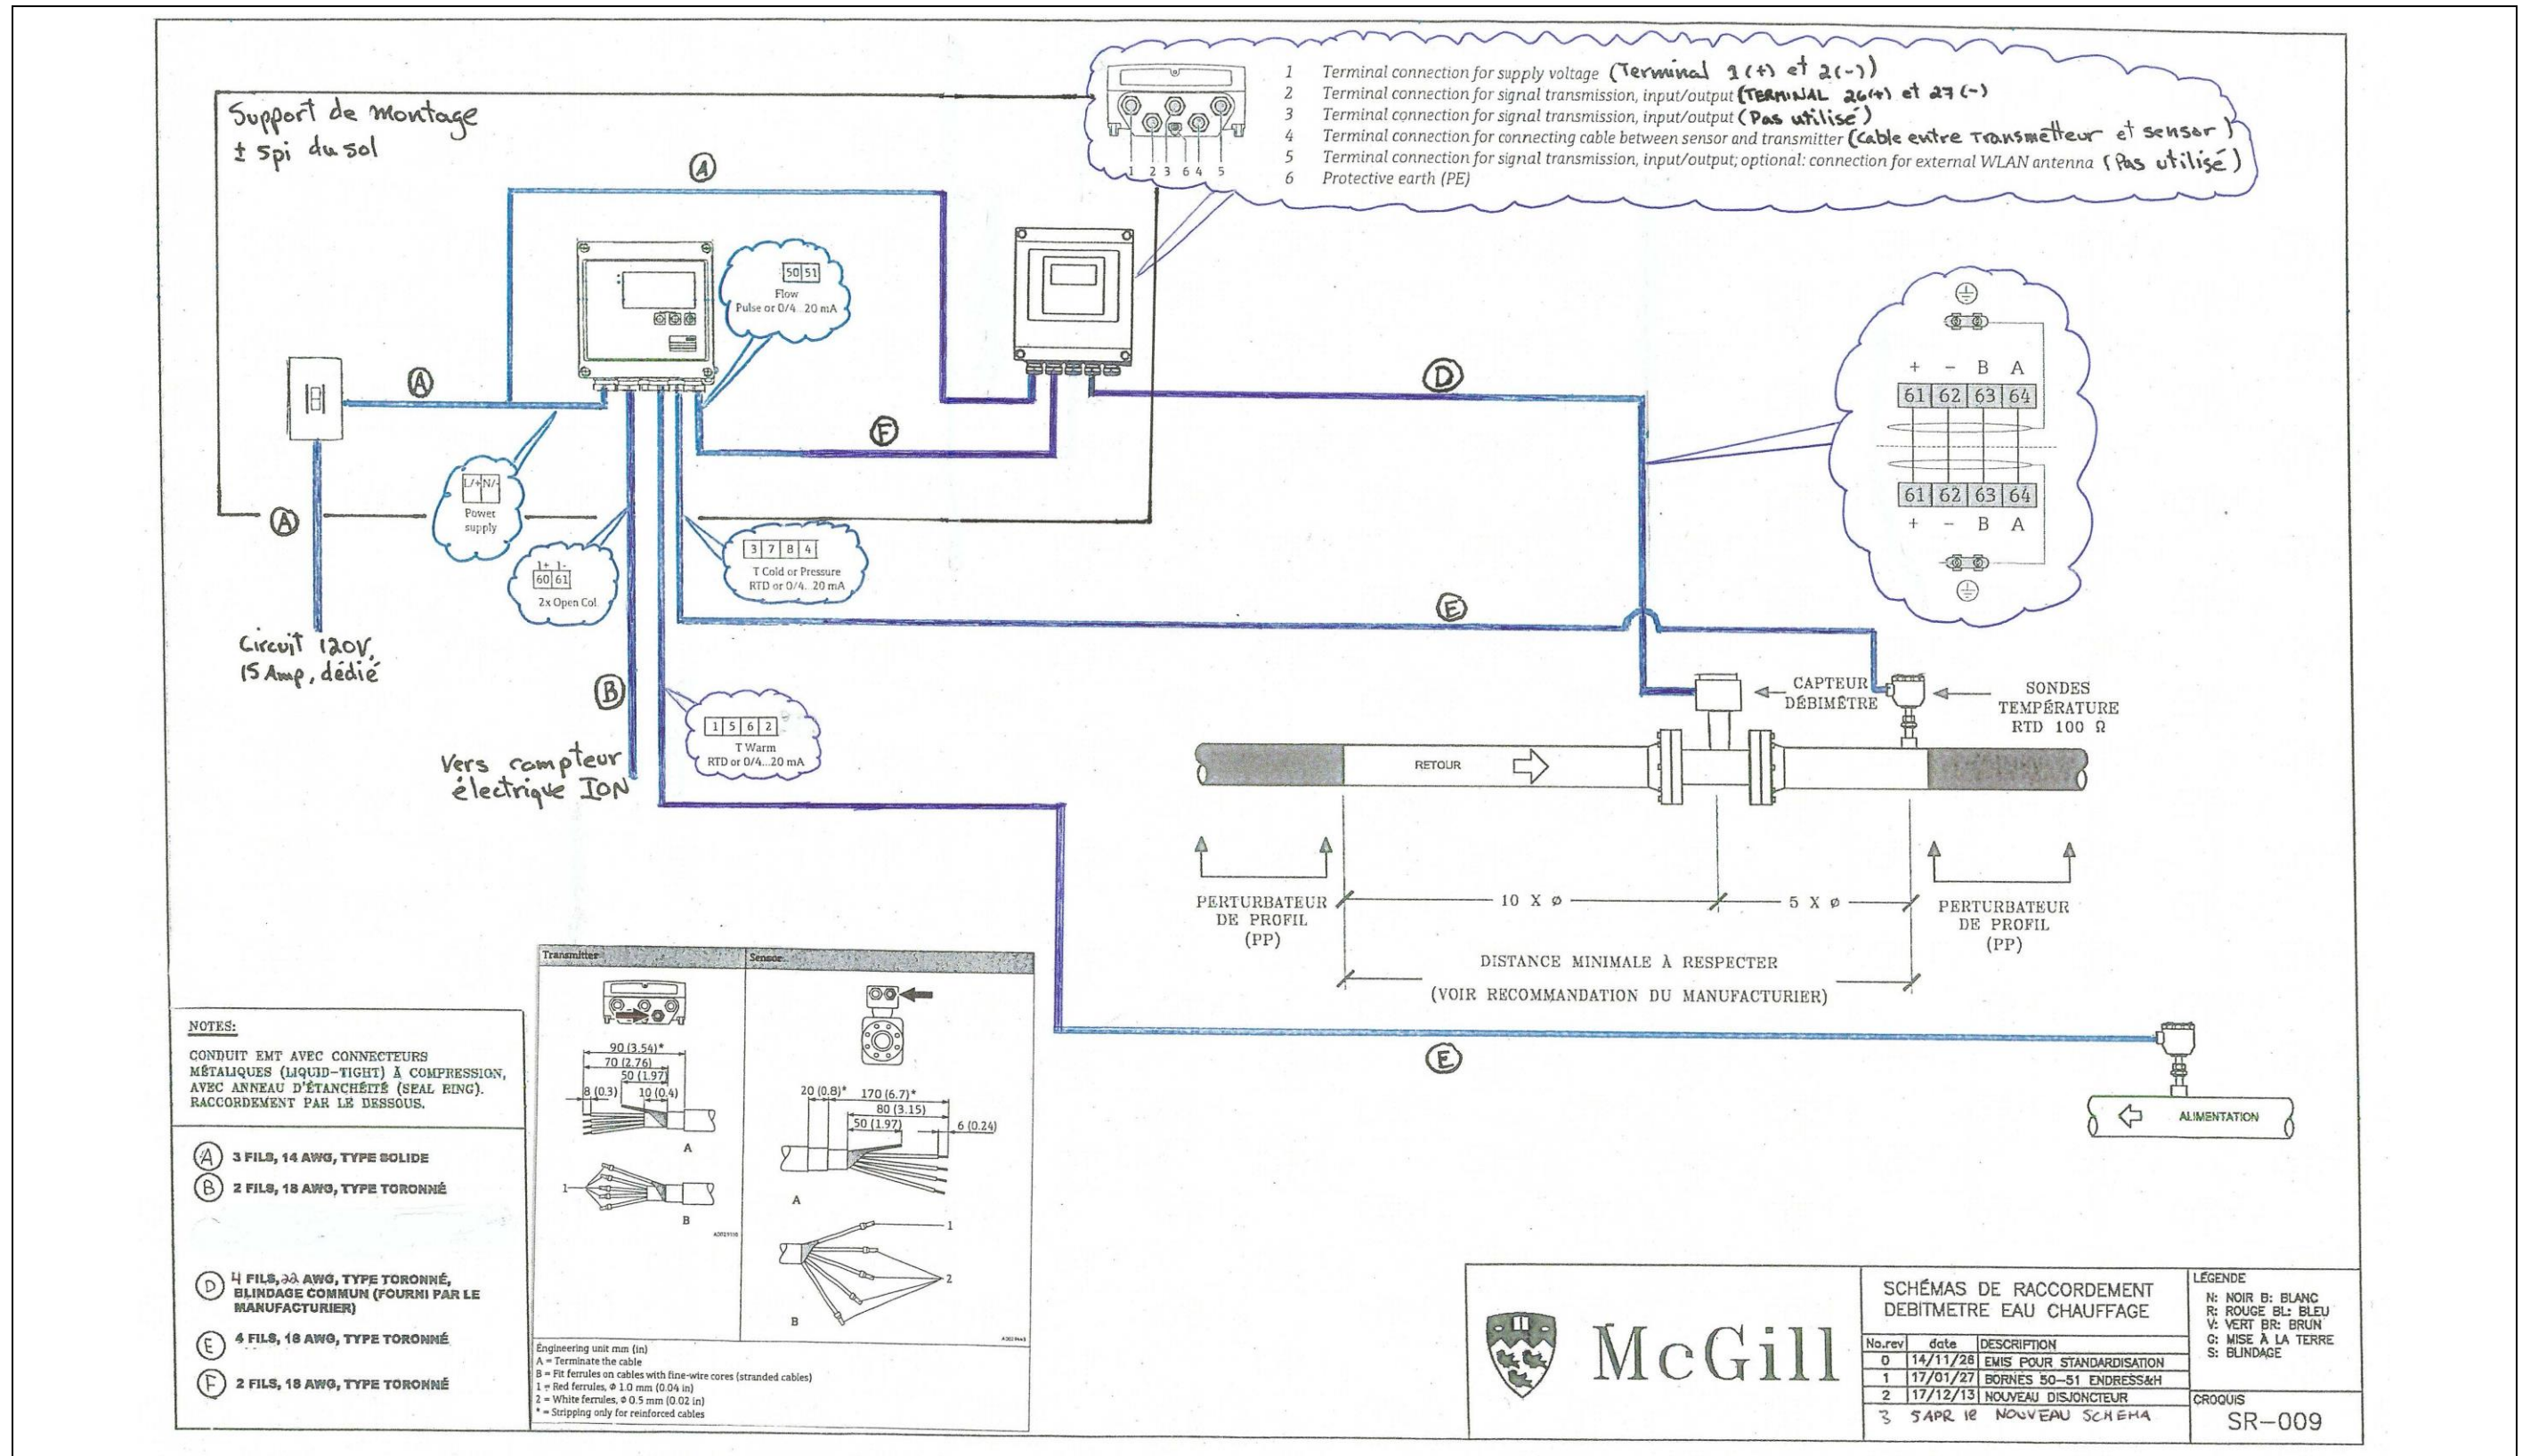 Support de montage
± 5pi du sol
1 Terminal connection for supply voltage (Terminal 1(+) et 2(-))
2 Terminal connection for signal transmission, input/output (TERMINAL 26(+) et 27(-)
3 Terminal connection for signal transmission, input/output (Pas utilisé)
4 Terminal connection for connecting cable between sensor and transmitter (Cable entre Transmetteur et sensor)
5 Terminal connection for signal transmission, input/output; optional: connection for external WLAN antenna (Pas utilisé)
6 Protective earth (PE)
1 2 3 6 4 5
A
50 51
Flow
Pulse or 0/4...20 mA
A
D
F
+ - B A
61 62 63 64
61 62 63 64
+ - B A
L/+ N/-
Power
supply
A
1+ 1-
60 61
2x Open Col.
3 7 8 4
T Cold or Pressure
RTD or 0/4...20 mA
E
Circuit 120V,
15 Amp, dédié
B
1 5 6 2
T Warm
RTD or 0/4...20 mA
Vers compteur
électrique ION
CAPTEUR
DÉBIMÊTRE
SONDES
TEMPÉRATURE
RTD 100 Ω
RETOUR
PERTURBATEUR
DE PROFIL
(PP)
10 X ø
5 X ø
PERTURBATEUR
DE PROFIL
(PP)
DISTANCE MINIMALE À RESPECTER
(VOIR RECOMMANDATION DU MANUFACTURIER)
E
ALIMENTATION
NOTES:
CONDUIT EMT AVEC CONNECTEURS
MÉTALIQUES (LIQUID-TIGHT) À COMPRESSION,
AVEC ANNEAU D'ÉTANCHÉITÉ (SEAL RING).
RACCORDEMENT PAR LE DESSOUS.
A 3 FILS, 14 AWG, TYPE SOLIDE
B 2 FILS, 18 AWG, TYPE TORONNÉ
D 4 FILS, 22 AWG, TYPE TORONNÉ,
BLINDAGE COMMUN (FOURNI PAR LE
MANUFACTURIER)
E 4 FILS, 18 AWG, TYPE TORONNÉ
F 2 FILS, 18 AWG, TYPE TORONNÉ
Transmitter
Sensor
90 (3.54)*
70 (2.76)
50 (1.97)
8 (0.3)
10 (0.4)
A
1
B
20 (0.8)*
170 (6.7)*
80 (3.15)
50 (1.97)
6 (0.24)
A
1
2
B
Engineering unit mm (in)
A = Terminate the cable
B = Fit ferrules on cables with fine-wire cores (stranded cables)
1 = Red ferrules, ø 1.0 mm (0.04 in)
2 = White ferrules, ø 0.5 mm (0.02 in)
* = Stripping only for reinforced cables
McGill
SCHÉMAS DE RACCORDEMENT
DEBITMETRE EAU CHAUFFAGE
No.rev date DESCRIPTION
0 14/11/26 EMIS POUR STANDARDISATION
1 17/01/27 BORNES 50-51 ENDRESS&H
2 17/12/13 NOUVEAU DISJONCTEUR
3 5 APR 18 NOUVEAU SCHEMA
LÉGENDE
N: NOIR B: BLANC
R: ROUGE BL: BLEU
V: VERT BR: BRUN
G: MISE À LA TERRE
S: BLINDAGE
CROQUIS
SR-009